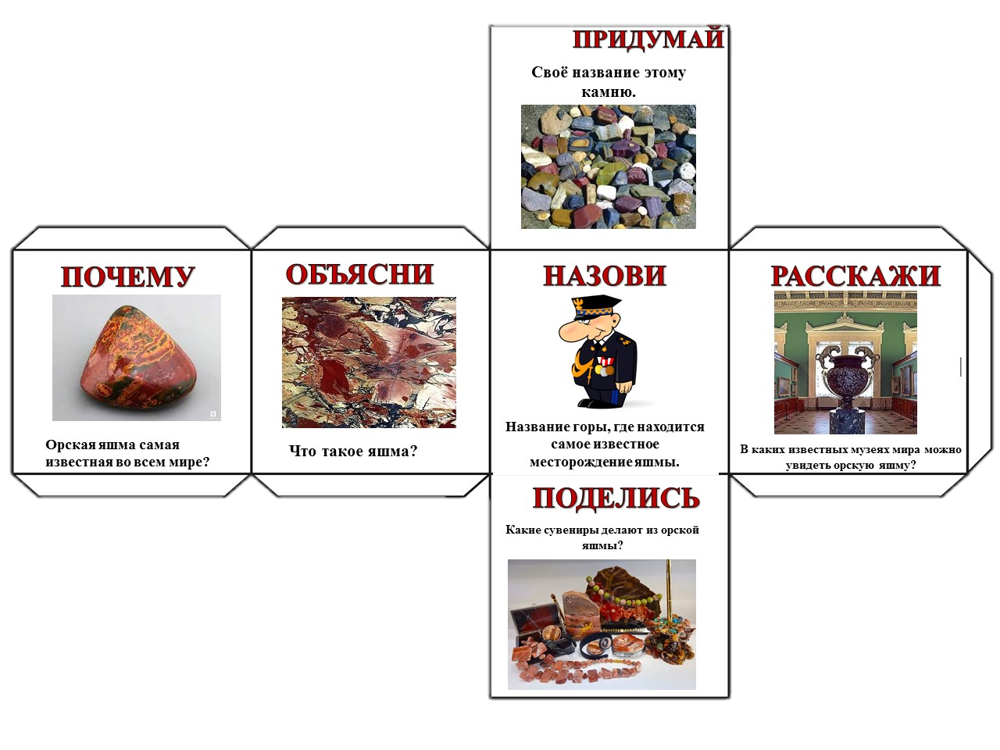 ПРИДУМАЙ
Своё название этому
камню.
ПОЧЕМУ
Орская яшма самая
известная во всем мире?
ОБЪЯСНИ
Что такое яшма?
НАЗОВИ
Название горы, где находится
самое известное
месторождение яшмы.
РАССКАЖИ
В каких известных музеях мира можно
увидеть орскую яшму?
ПОДЕЛИСЬ
Какие сувениры делают из орской
яшмы?